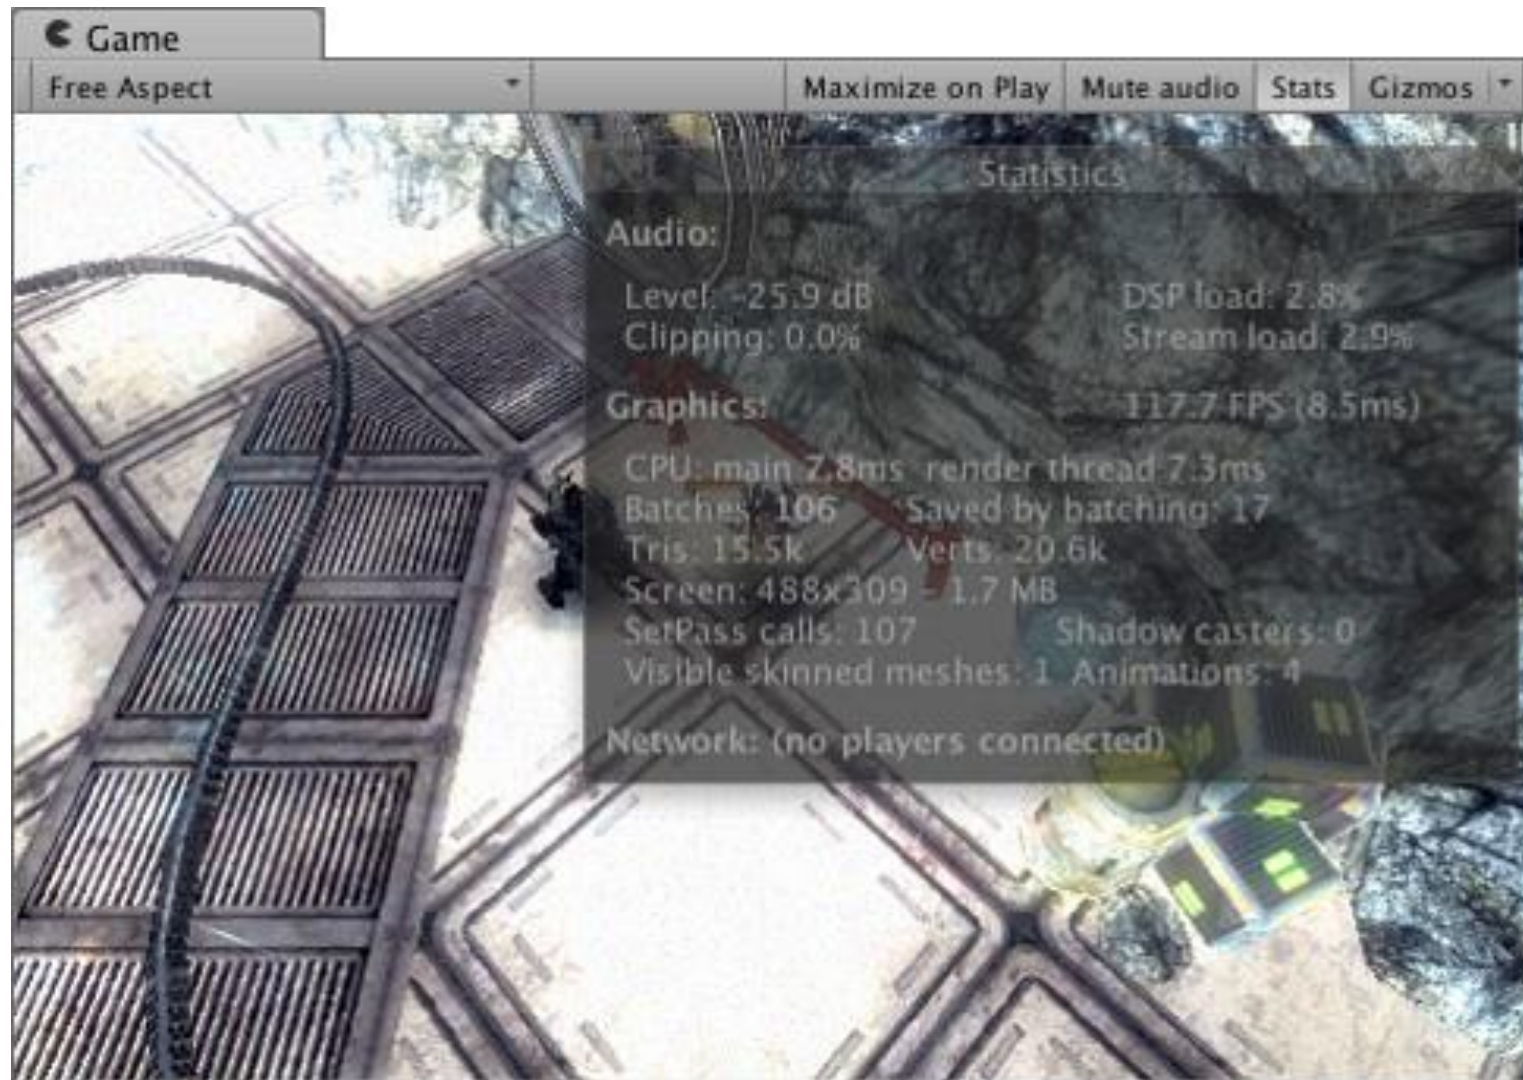 Game
Free Aspect Maximize on Play Mute audio Stats Gizmos
Statistics
Audio:
Level: -25.9 dB DSP load: 2.8%
Clipping: 0.0% Stream load: 2.9%
Graphics: 117.7 FPS (8.5ms)
CPU: main 7.8ms render thread 7.3ms
Batches: 106 Saved by batching: 17
Tris: 15.5k Verts: 20.6k
Screen: 488x309 - 1.7 MB
SetPass calls: 107 Shadow casters: 0
Visible skinned meshes: 1 Animations: 4
Network: (no players connected)